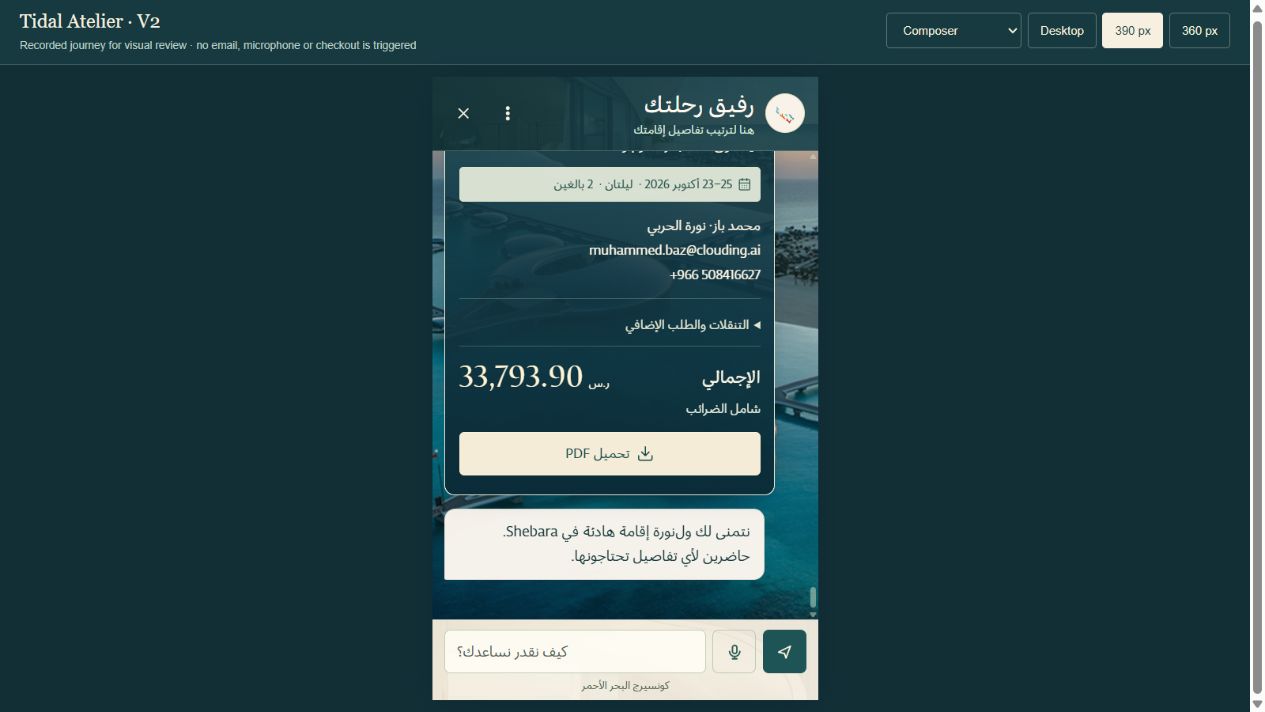 Tidal Atelier · V2
Recorded journey for visual review · no email, microphone or checkout is triggered
Composer
Desktop
390 px
360 px
رفيق رحلتك
هنا لترتيب تفاصيل إقامتك
23–25 أكتوبر 2026 · ليلتان · 2 بالغين
محمد باز· نورة الحربي
muhammed.baz@clouding.ai
+966 508416627
التنقلات والطلب الإضافي
الإجمالي
33,793.90 ر.س
شامل الضرائب
تحميل PDF
نتمنى لك ولنورة إقامة هادئة في Shebara.
حاضرين لأي تفاصيل تحتاجونها.
كيف نقدر نساعدك؟
كونسيرج البحر الأحمر